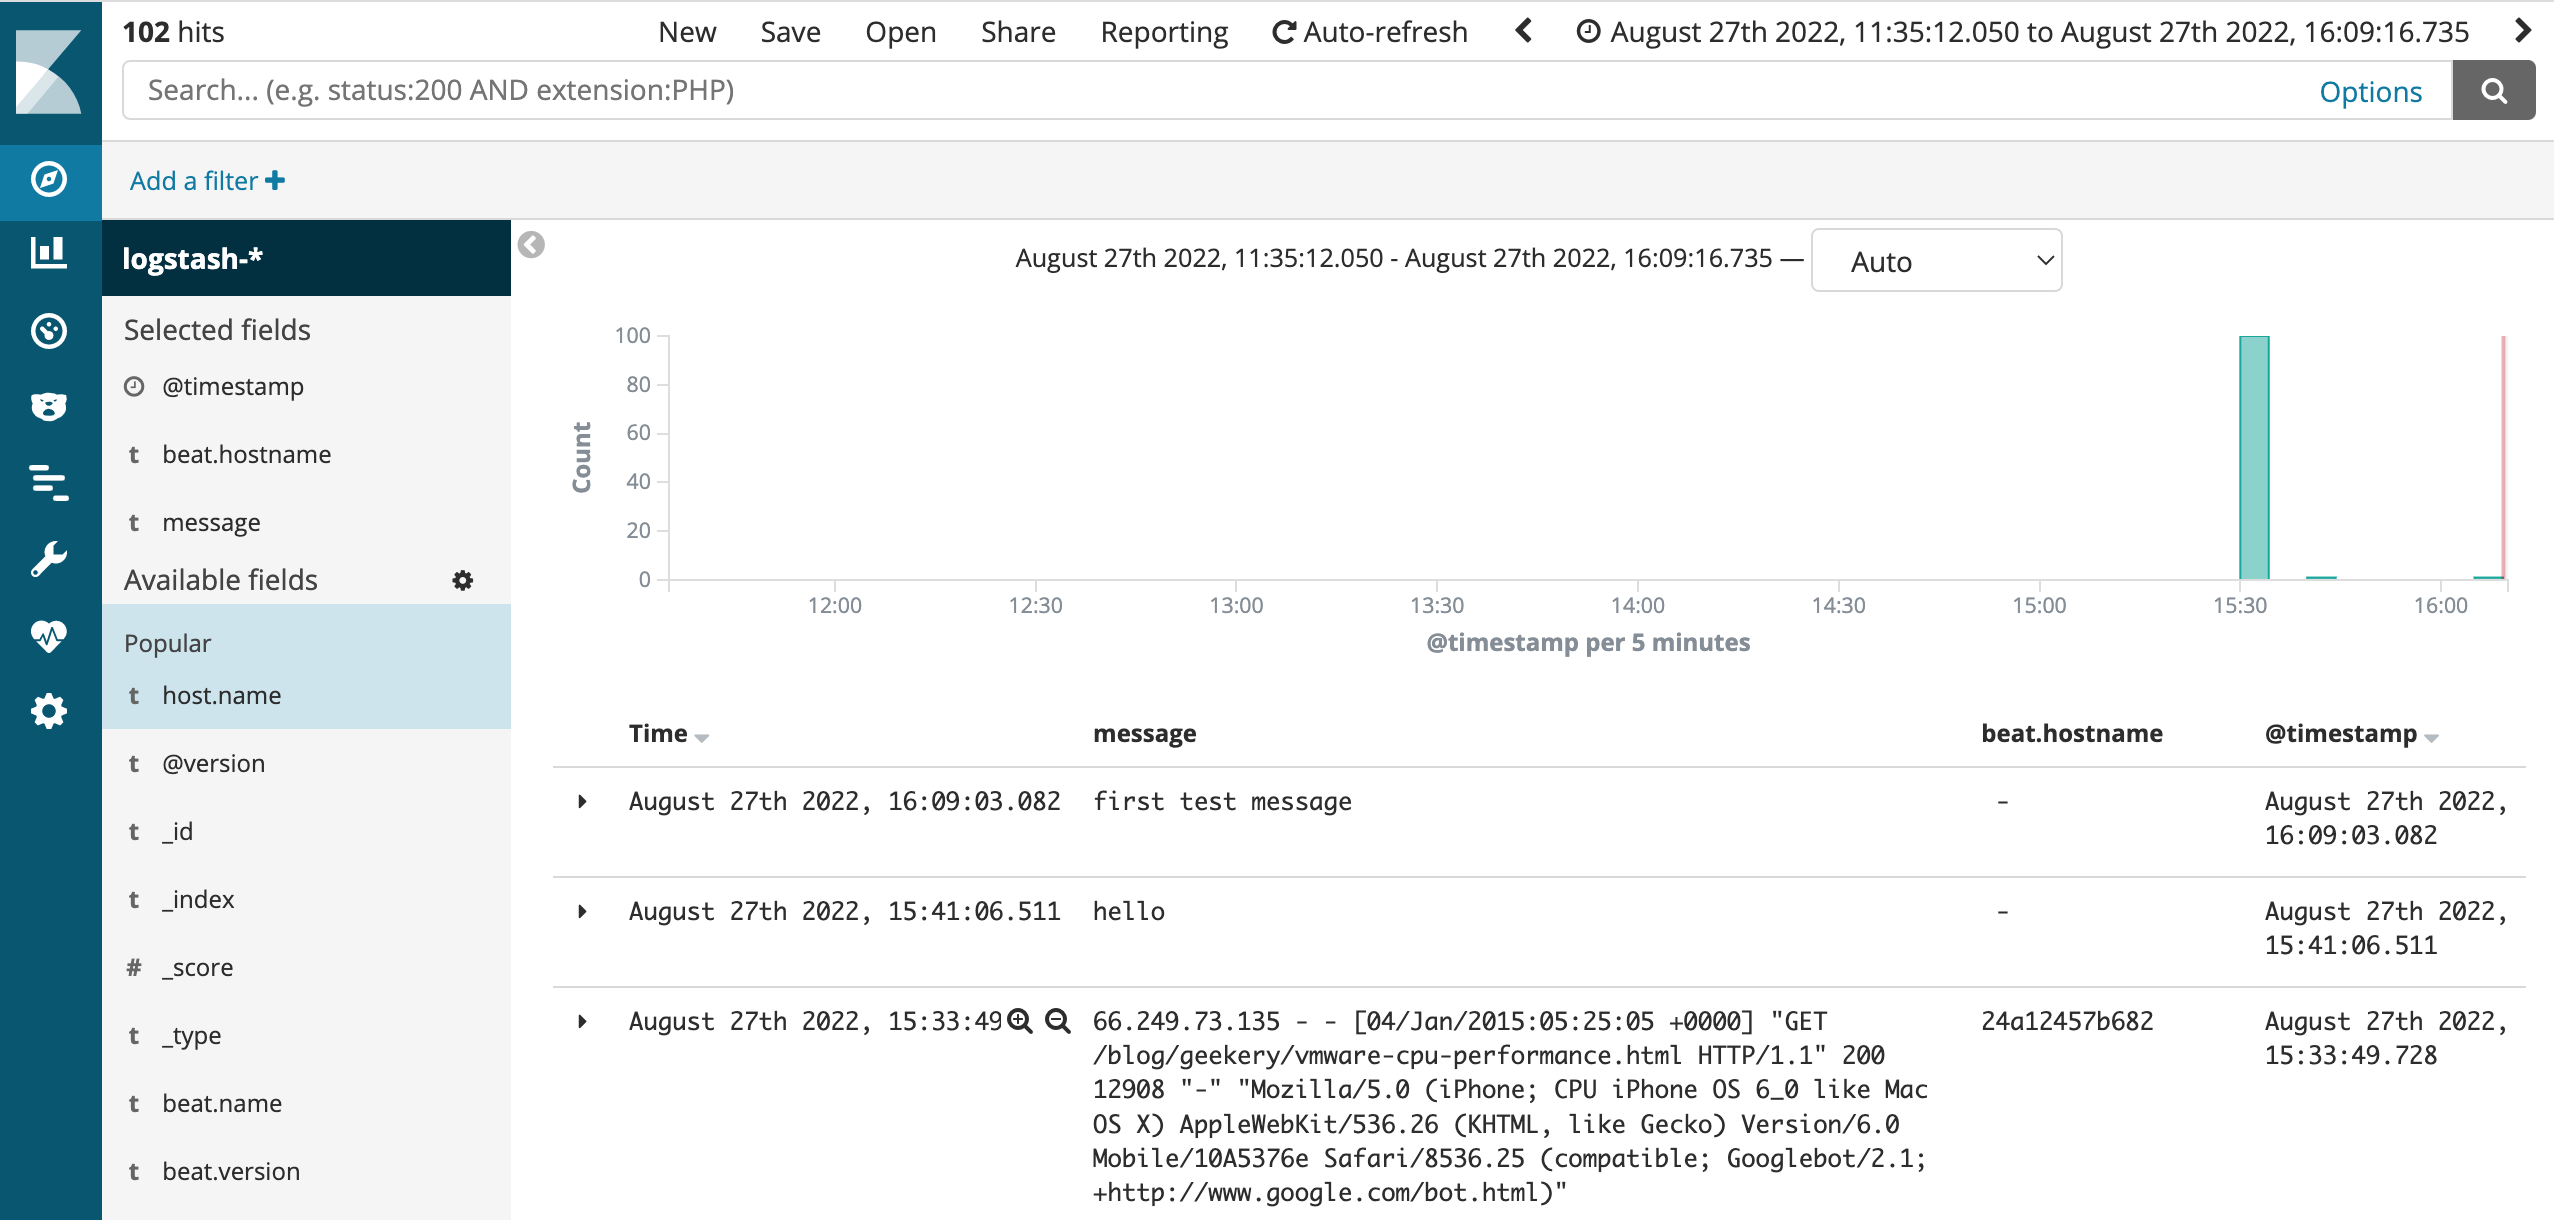 102 hits New Save Open Share Reporting Auto-refresh August 27th 2022, 11:35:12.050 to August 27th 2022, 16:09:16.735
Search... (e.g. status:200 AND extension:PHP) Options
Add a filter
logstash-*
Selected fields
@timestamp
t beat.hostname
t message
Available fields
Popular
t host.name
t @version
t _id
t _index
# _score
t _type
t beat.name
t beat.version
August 27th 2022, 11:35:12.050 - August 27th 2022, 16:09:16.735 — Auto
Count
100
80
60
40
20
0
12:00 12:30 13:00 13:30 14:00 14:30 15:00 15:30 16:00
@timestamp per 5 minutes
Time message beat.hostname @timestamp
August 27th 2022, 16:09:03.082 first test message - August 27th 2022,
16:09:03.082
August 27th 2022, 15:41:06.511 hello - August 27th 2022,
15:41:06.511
August 27th 2022, 15:33:49 66.249.73.135 - - [04/Jan/2015:05:25:05 +0000] "GET 24a12457b682 August 27th 2022,
/blog/geekery/vmware-cpu-performance.html HTTP/1.1" 200 15:33:49.728
12908 "-" "Mozilla/5.0 (iPhone; CPU iPhone OS 6_0 like Mac
OS X) AppleWebKit/536.26 (KHTML, like Gecko) Version/6.0
Mobile/10A5376e Safari/8536.25 (compatible; Googlebot/2.1;
+http://www.google.com/bot.html)"